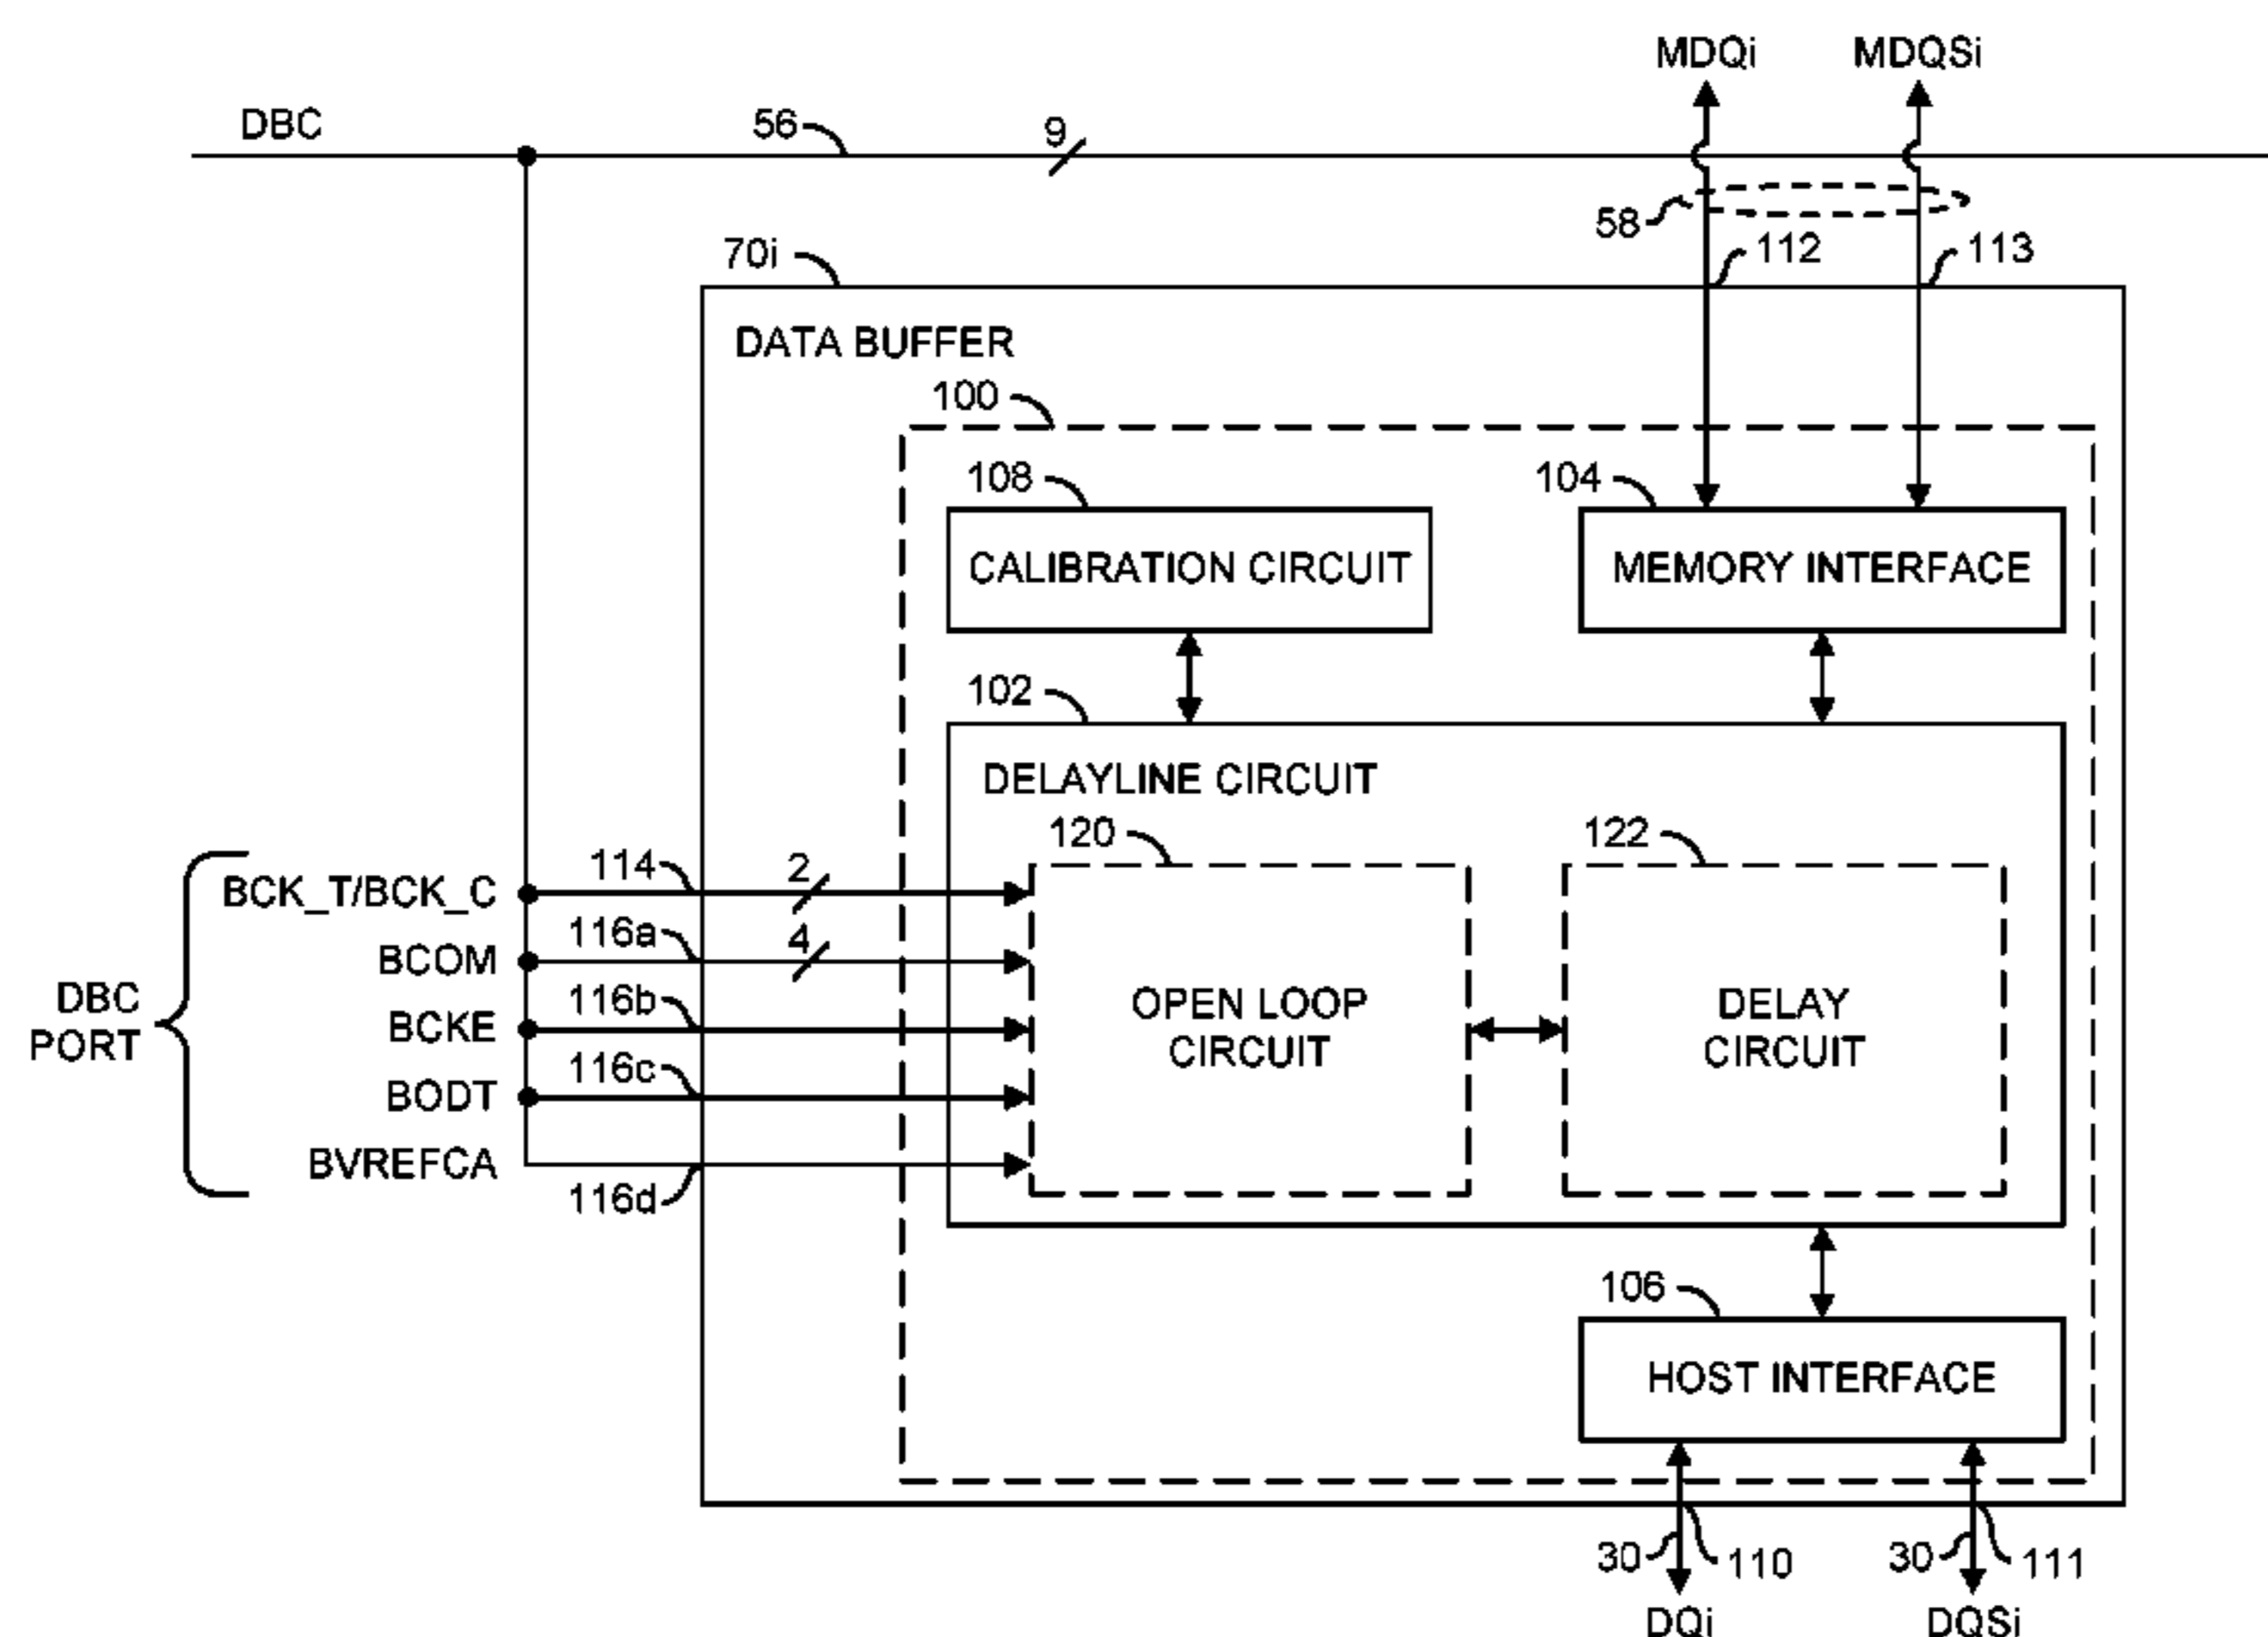 MDQi MDQSi
DBC 56 9
58
70i 112 113
DATA BUFFER
100
108 104
CALIBRATION CIRCUIT MEMORY INTERFACE
102
DELAYLINE CIRCUIT
120 122
114 2
BCK_T/BCK_C
116a 4
BCOM
116b
BCKE
116c
BODT
BVREFCA
116d
DBC
PORT
OPEN LOOP
CIRCUIT
DELAY
CIRCUIT
106
HOST INTERFACE
30 110 30 111
DQi DQSi